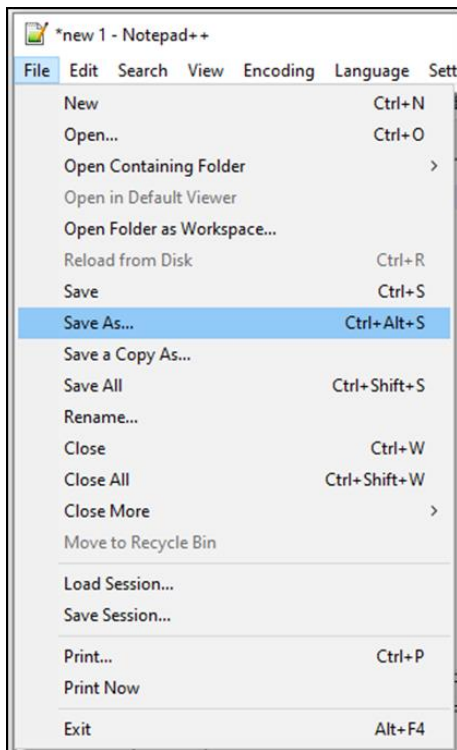 *new 1 - Notepad++
File Edit Search View Encoding Language Sett
New Ctrl+N
Open... Ctrl+O
Open Containing Folder >
Open in Default Viewer
Open Folder as Workspace...
Reload from Disk Ctrl+R
Save Ctrl+S
Save As... Ctrl+Alt+S
Save a Copy As...
Save All Ctrl+Shift+S
Rename...
Close Ctrl+W
Close All Ctrl+Shift+W
Close More >
Move to Recycle Bin
Load Session...
Save Session...
Print... Ctrl+P
Print Now
Exit Alt+F4